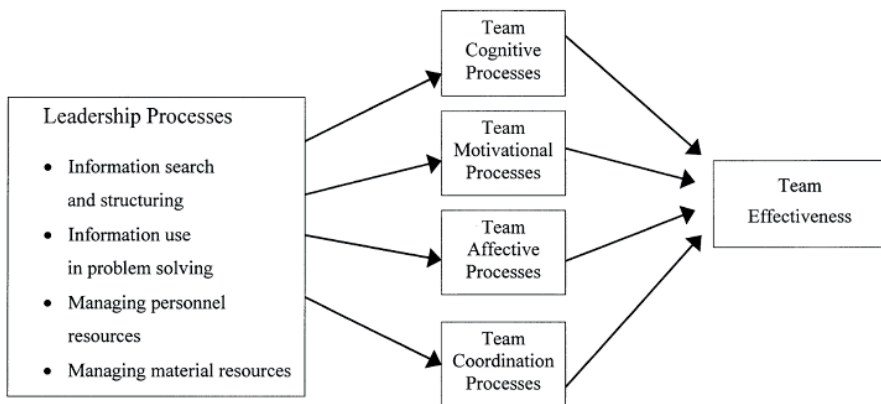 Leadership Processes
• Information search
and structuring
• Information use
in problem solving
• Managing personnel
resources
• Managing material resources
Team
Cognitive
Processes
Team
Motivational
Processes
Team
Affective
Processes
Team
Coordination
Processes
Team
Effectiveness